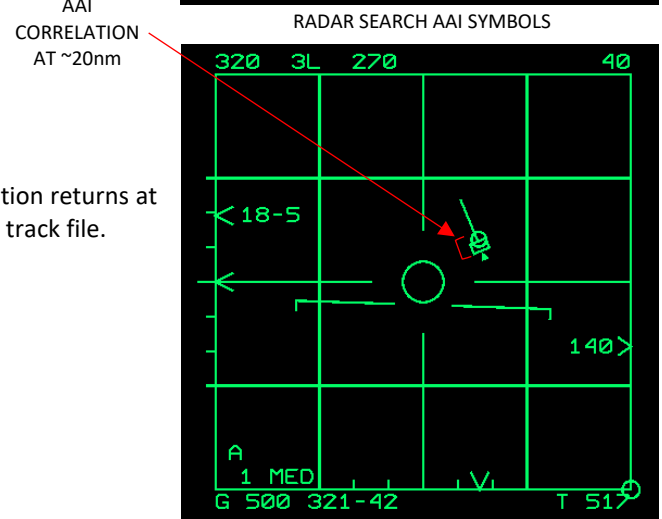 AAI
CORRELATION
AT ~20nm
RADAR SEARCH AAI SYMBOLS
320 3L 270 40
tion returns at
track file.
18-5
140
A
1 MED
G 500 321-42 T 517